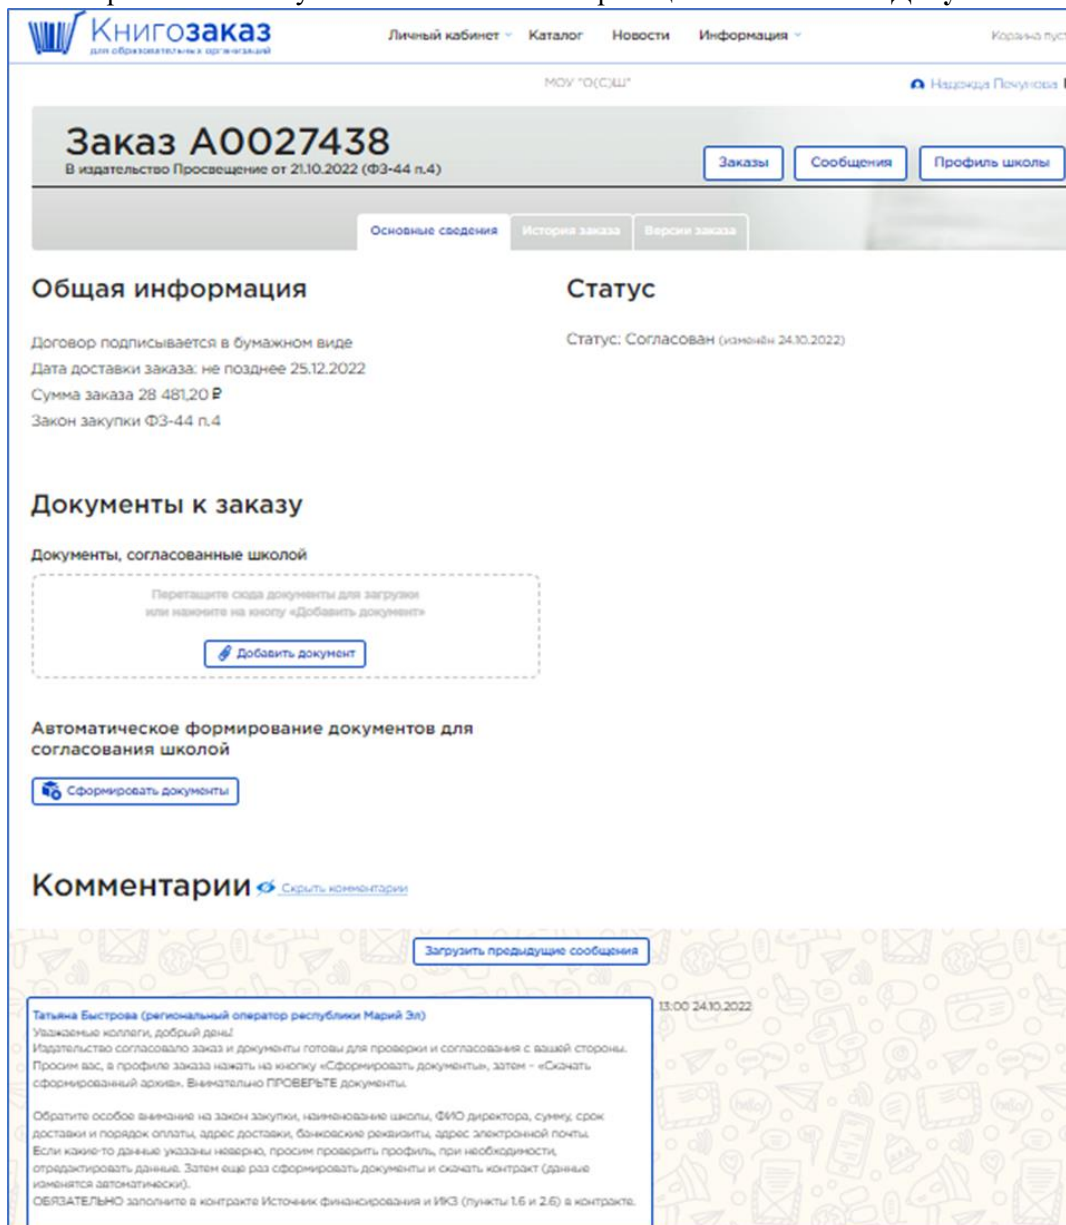 Книгозаказ
для образовательных организаций
Личный кабинет Каталог Новости Информация Корзина пуст
МОУ "О(С)Ш" Надежда Печунова
Заказ А0027438
В издательство Просвещение от 21.10.2022 (ФЗ-44 п.4)
Заказы Сообщения Профиль школы
Основные сведения История заказа Версии заказа
Общая информация
Договор подписывается в бумажном виде
Дата доставки заказа: не позднее 25.12.2022
Сумма заказа 28 481,20 ₽
Закон закупки ФЗ-44 п.4
Статус
Статус: Согласован (изменён 24.10.2022)
Документы к заказу
Документы, согласованные школой
Перетащите сюда документы для загрузки
или нажмите на кнопу «Добавить документ»
Добавить документ
Автоматическое формирование документов для
согласования школой
Сформировать документы
Комментарии Скрыть комментарии
Загрузить предыдущие сообщения
13:00 24.10.2022
Татьяна Быстрова (региональный оператор республики Марий Эл)
Уважаемые коллеги, добрый день!
Издательство согласовало заказ и документы готовы для проверки и согласования с вашей стороны.
Просим вас, в профиле заказа нажать на кнопку «Сформировать документы», затем - «Скачать
сформированный архив». Внимательно ПРОВЕРЬТЕ документы.
Обратите особое внимание на закон закупки, наименование школы, ФИО директора, сумму, срок
доставки и порядок оплаты, адрес доставки, банковские реквизиты, адрес электронной почты.
Если какие-то данные указаны неверно, просим проверить профиль, при необходимости,
отредактировать данные. Затем еще раз сформировать документы и скачать контракт (данные
изменятся автоматически).
ОБЯЗАТЕЛЬНО заполните в контракте Источник финансирования и ИКЗ (пункты 1.6 и 2.6) в контракте.